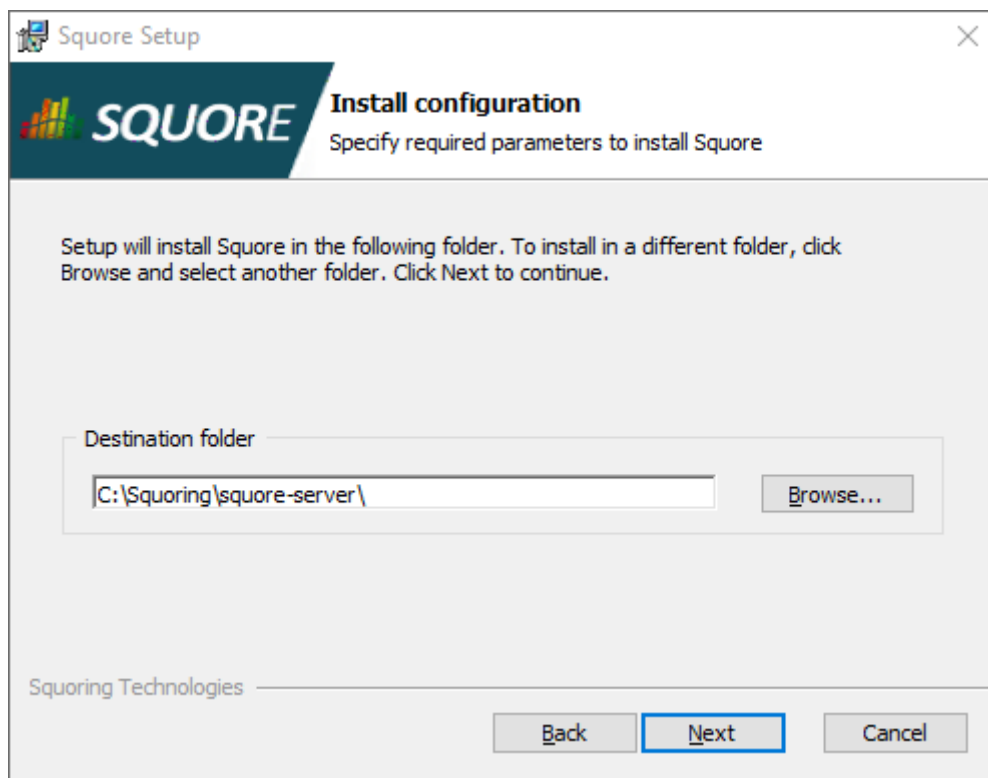 Squore Setup
SQUORE
Install configuration
Specify required parameters to install Squore
Setup will install Squore in the following folder. To install in a different folder, click
Browse and select another folder. Click Next to continue.
Destination folder
C:\Squoring\squore-server\
Browse...
Squoring Technologies
Back
Next
Cancel